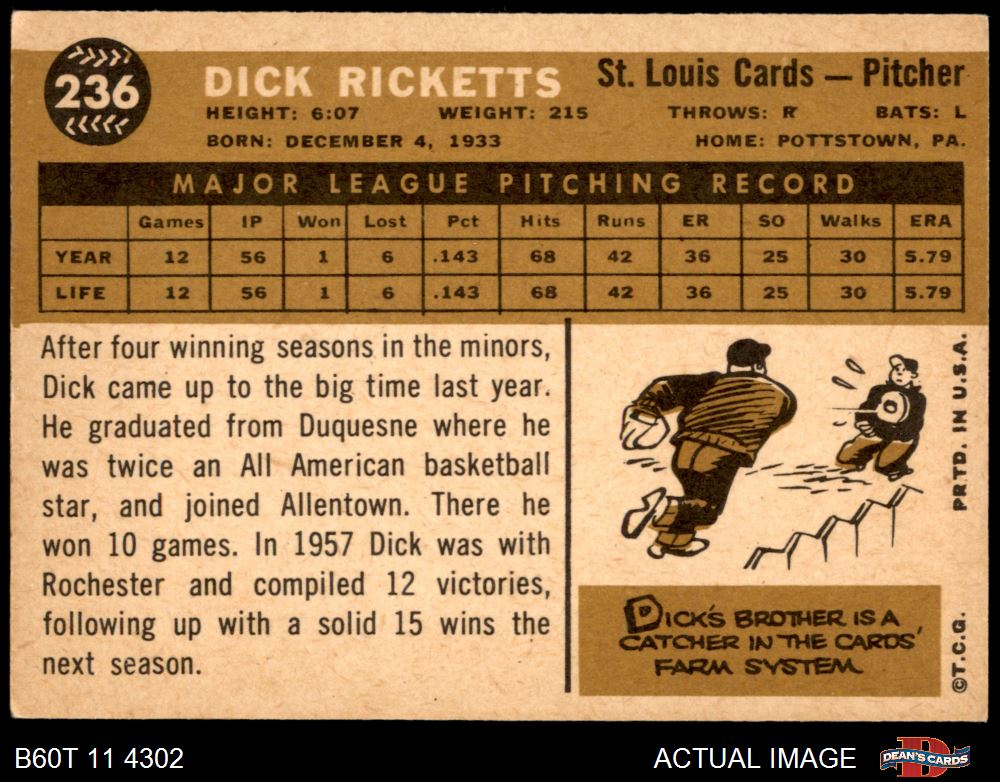 236
DICK RICKETTS
St. Louis Cards — Pitcher
HEIGHT: 6:07 WEIGHT: 215 THROWS: R BATS: L
BORN: DECEMBER 4, 1933 HOME: POTTSTOWN, PA.
MAJOR LEAGUE PITCHING RECORD
Games IP Won Lost Pct Hits Runs ER SO Walks ERA
YEAR 12 56 1 6 .143 68 42 36 25 30 5.79
LIFE 12 56 1 6 .143 68 42 36 25 30 5.79
After four winning seasons in the minors,
Dick came up to the big time last year.
He graduated from Duquesne where he
was twice an All American basketball
star, and joined Allentown. There he
won 10 games. In 1957 Dick was with
Rochester and compiled 12 victories,
following up with a solid 15 wins the
next season.
DICK'S BROTHER IS A
CATCHER IN THE CARDS'
FARM SYSTEM
PRTD. IN U.S.A.
©T.C.G.
B60T 11 4302
ACTUAL IMAGE
DEAN'S CARDS